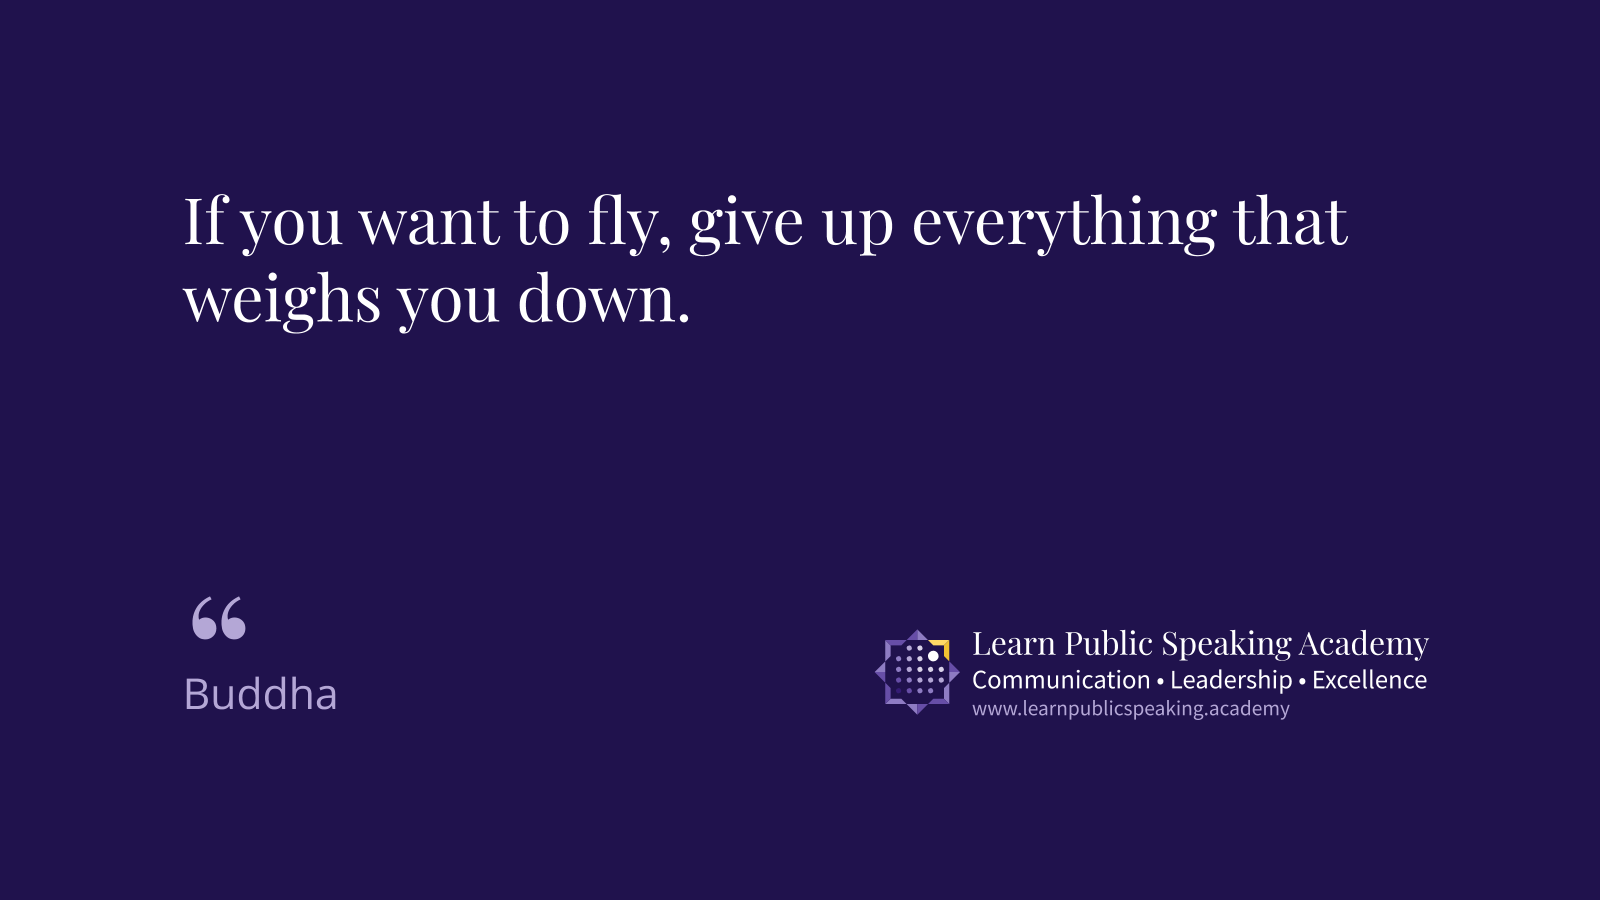 If you want to fly, give up everything that
weighs you down.
“
Buddha
Learn Public Speaking Academy
Communication • Leadership • Excellence
www.learnpublicspeaking.academy